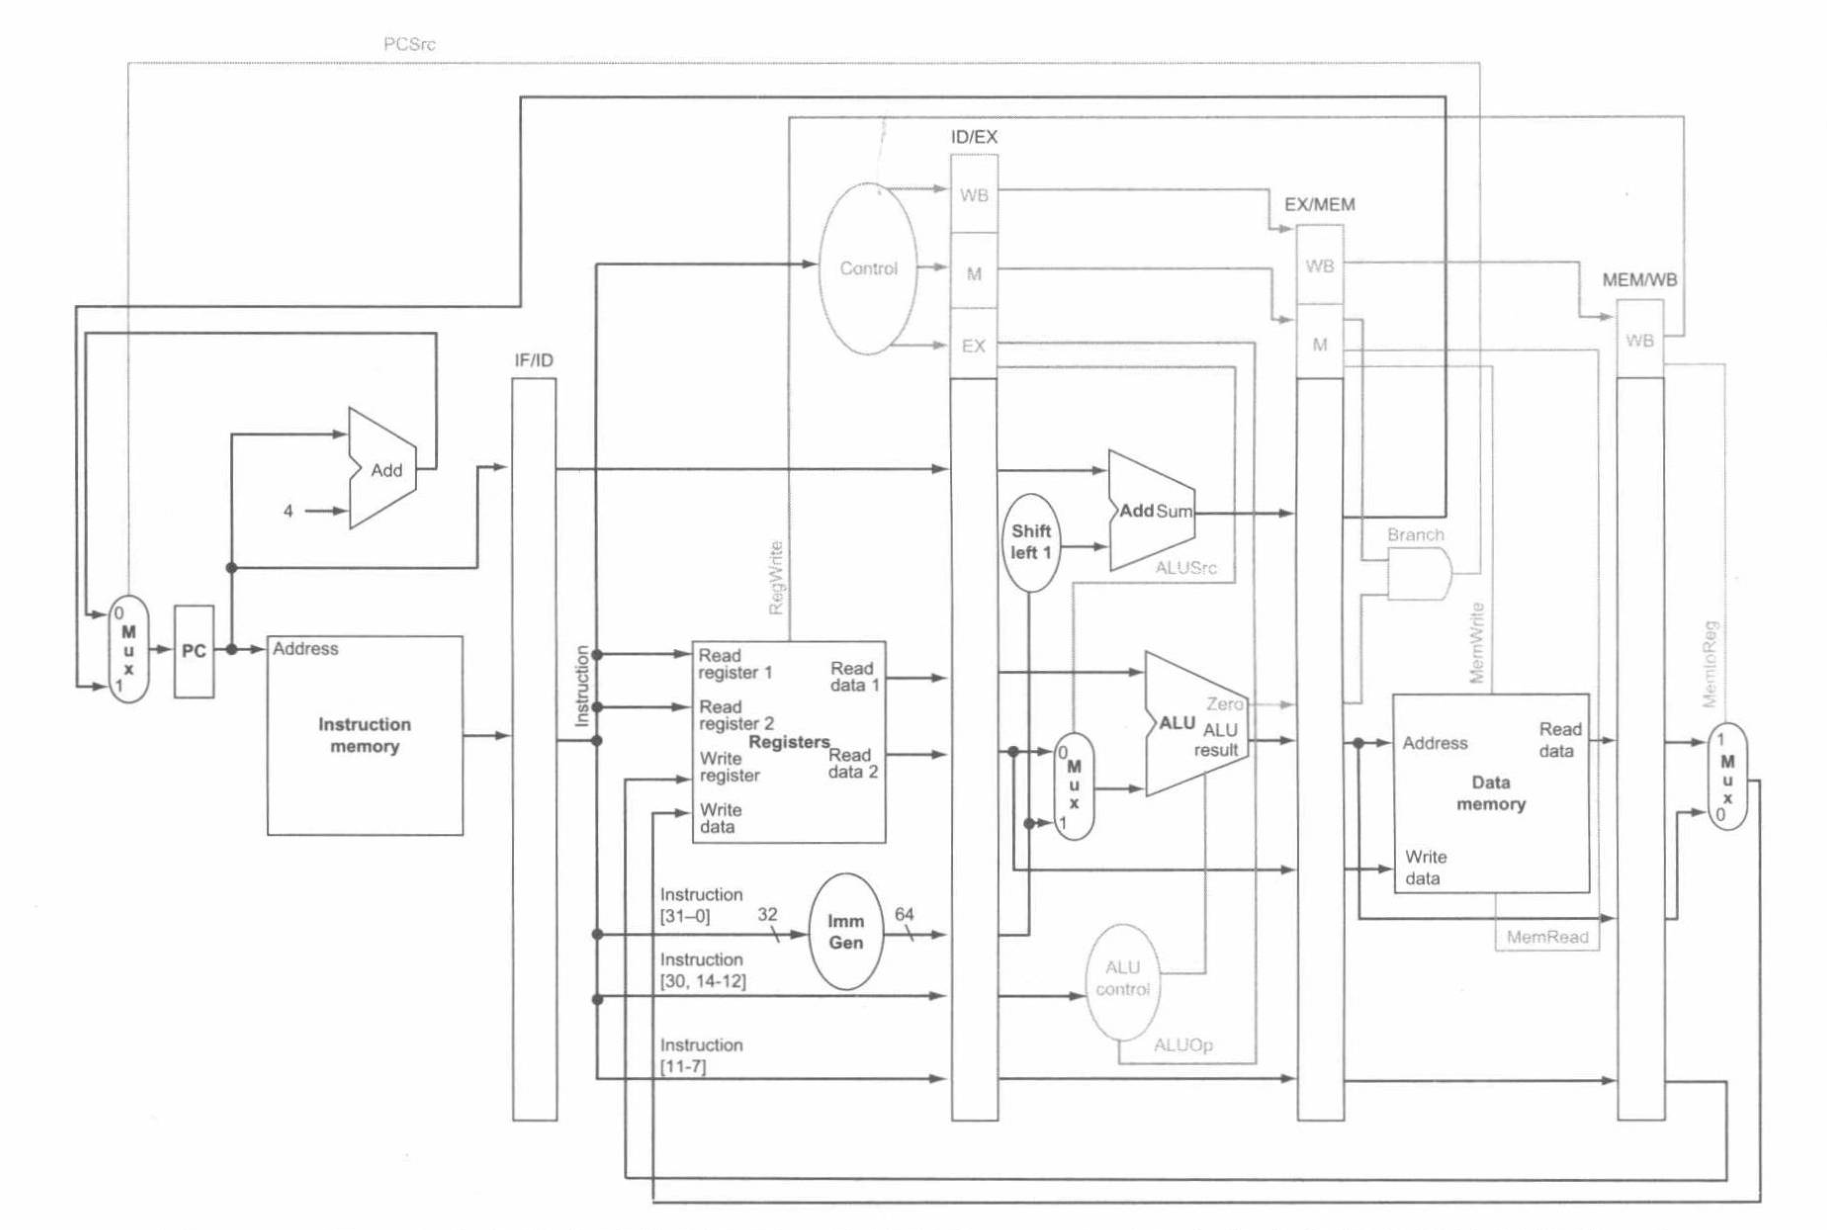 PCSrc
ID/EX
WB
EX/MEM
Control
M
WB
MEM/WB
EX
M
WB
IF/ID
Add
4
Add Sum
Shift
left 1
Branch
ALUSrc
RegWrite
MemWrite
MemtoReg
0
M
u
x
1
PC
Address
Instruction
memory
Instruction
Read
register 1
Read
data 1
Read
register 2
Registers
Write
register
Read
data 2
Write
data
Zero
ALU
ALU
result
0
M
u
x
1
Address
Read
data
Data
memory
Write
data
1
M
u
x
0
Instruction
[31–0]
32
Imm
Gen
64
MemRead
Instruction
[30, 14-12]
ALU
control
Instruction
[11-7]
ALUOp